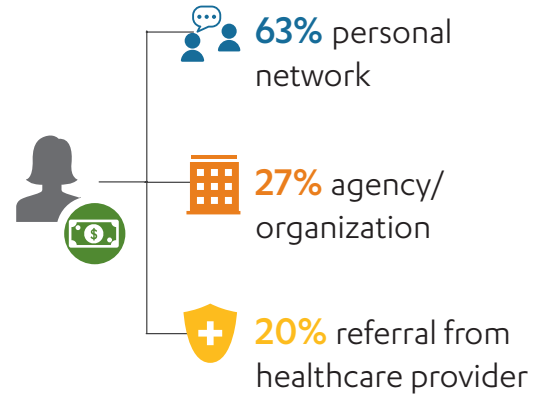 63% personal
network
$
27% agency/
organization
20% referral from
healthcare provider